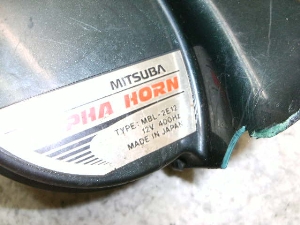 MITSUBA
PHA HORN
TYPE: MBL-2E12
12V 400HZ
MADE IN JAPAN